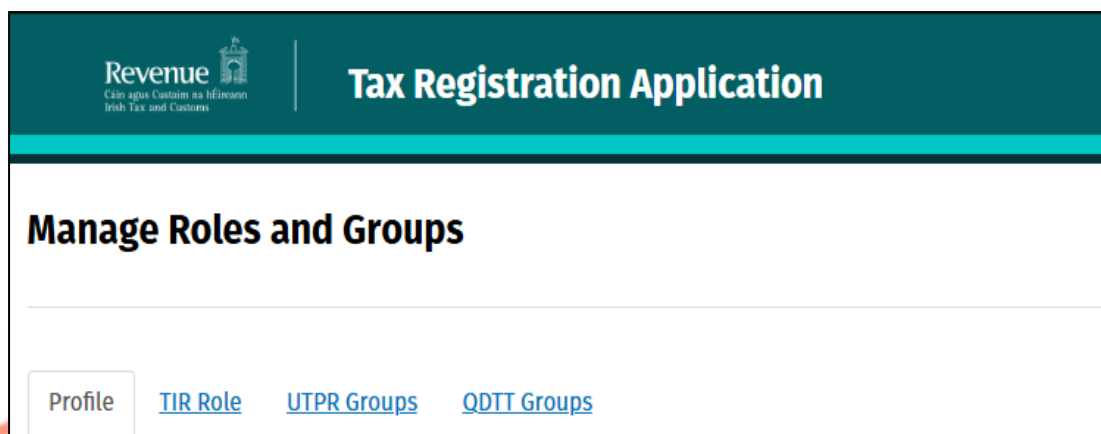 Revenue
Cáin agus Custaim na hÉireann
Irish Tax and Customs
Tax Registration Application
Manage Roles and Groups
Profile TIR Role UTPR Groups QDTT Groups